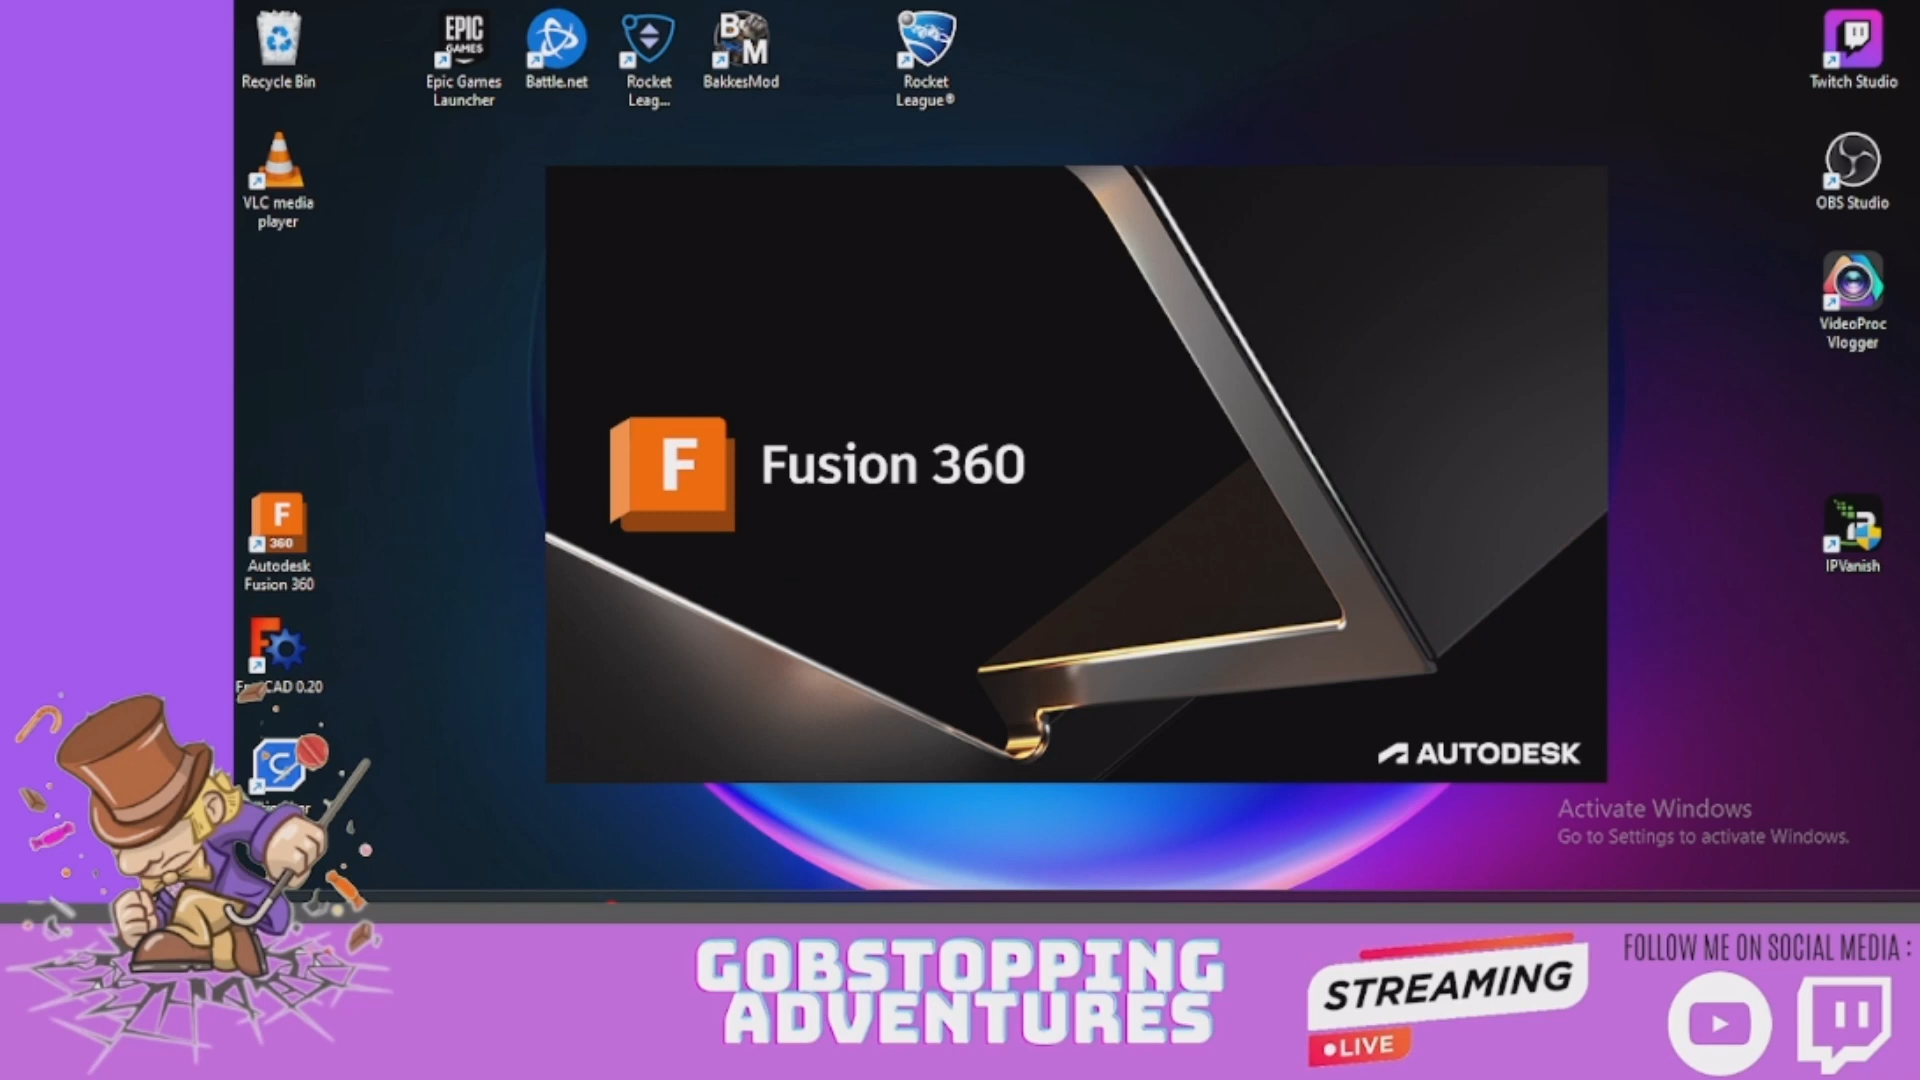 Recycle Bin
EPIC
GAMES
Epic Games
Launcher
Battle.net
Rocket
Leag...
B
M
BakkesMod
Rocket
League®
Twitch Studio
VLC media
player
OBS Studio
VideoProc
Vlogger
F
Fusion 360
F
360
Autodesk
Fusion 360
IPVanish
CAD 0.20
AUTODESK
Activate Windows
Go to Settings to activate Windows.
GOBSTOPPING
ADVENTURES
STREAMING
LIVE
FOLLOW ME ON SOCIAL MEDIA :